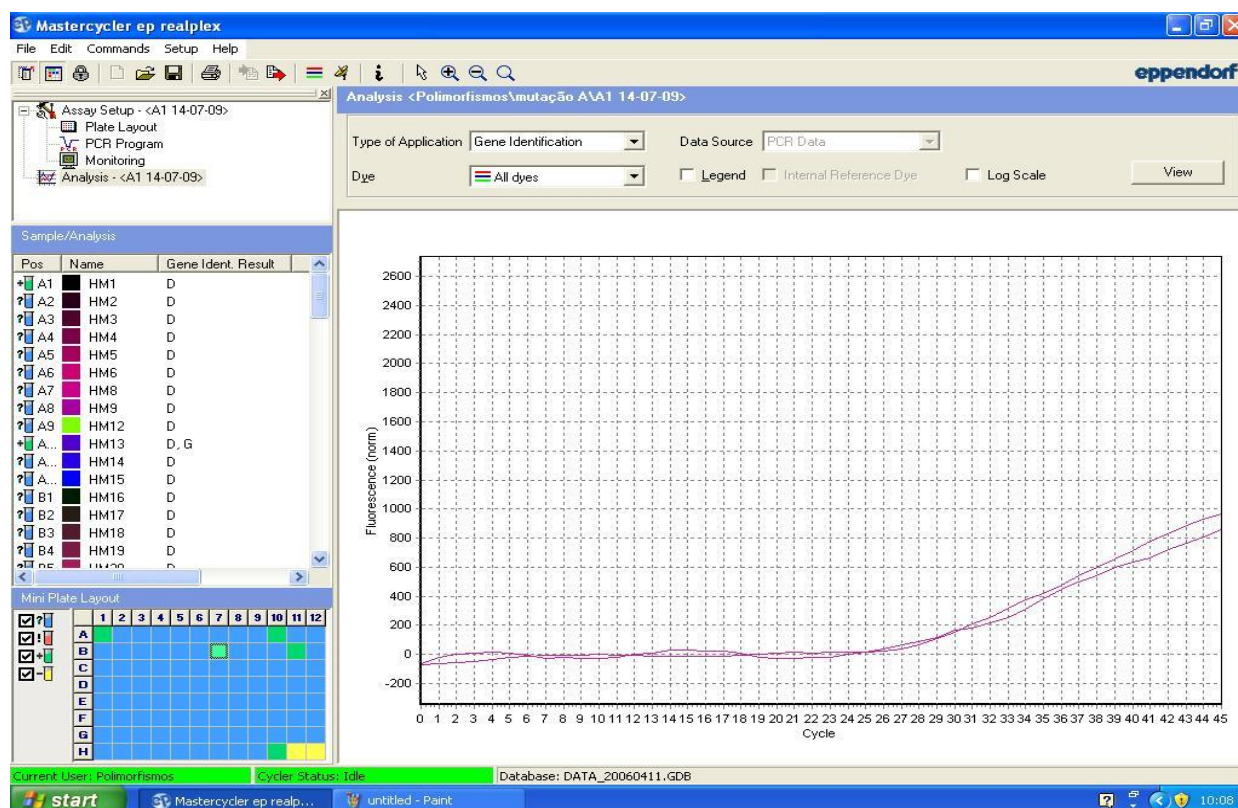 Mastercycler ep realplex
File Edit Commands Setup Help
eppendorf
Assay Setup - <A1 14-07-09>
Plate Layout
PCR Program
Monitoring
Analysis - <A1 14-07-09>
Analysis <Polimorfismos\mutação A\A1 14-07-09>
Type of Application Gene Identification Data Source PCR Data
Dye All dyes Legend Internal Reference Dye Log Scale View
Sample/Analysis
Pos Name Gene Ident. Result
A1 HM1 D
A2 HM2 D
A3 HM3 D
A4 HM4 D
A5 HM5 D
A6 HM6 D
A7 HM8 D
A8 HM9 D
A9 HM12 D
A... HM13 D, G
A... HM14 D
A... HM15 D
B1 HM16 D
B2 HM17 D
B3 HM18 D
B4 HM19 D
Mini Plate Layout
1 2 3 4 5 6 7 8 9 10 11 12
A
B
C
D
E
F
G
H
Fluorescence (norm)
2600
2400
2200
2000
1800
1600
1400
1200
1000
800
600
400
200
0
-200
0 1 2 3 4 5 6 7 8 9 10 11 12 13 14 15 16 17 18 19 20 21 22 23 24 25 26 27 28 29 30 31 32 33 34 35 36 37 38 39 40 41 42 43 44 45
Cycle
Current User: Polimorfismos Cycler Status: Idle Database: DATA_20060411.GDB
start Mastercycler ep realp... untitled - Paint 10:06